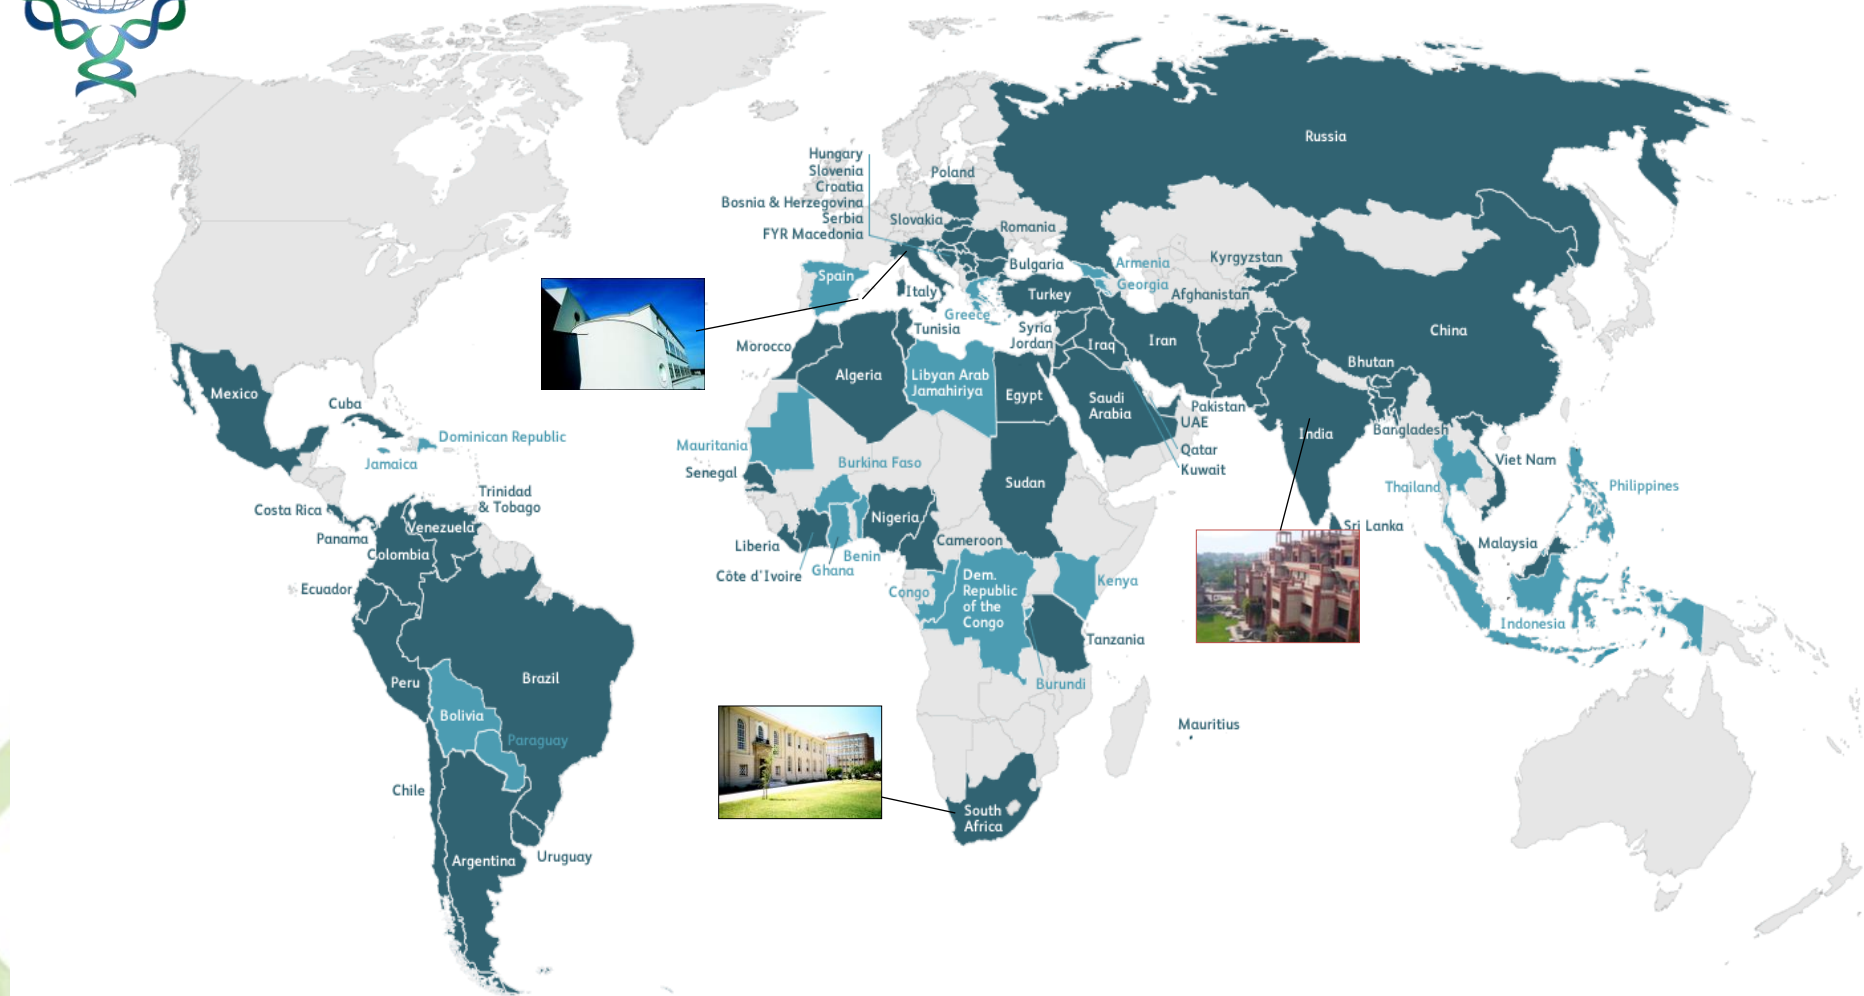 Russia
Hungary
Slovenia
Croatia
Bosnia & Herzegovina
Serbia
FYR Macedonia
Poland
Slovakia
Romania
Bulgaria
Armenia
Georgia
Kyrgyzstan
Afghanistan
Spain
Italy
Greece
Turkey
Tunisia
Syria
Jordan
Iraq
Iran
China
Morocco
Algeria
Libyan Arab
Jamahiriya
Egypt
Saudi
Arabia
Bhutan
Pakistan
UAE
Qatar
Kuwait
India
Bangladesh
Viet Nam
Thailand
Philippines
Sri Lanka
Malaysia
Indonesia
Mexico
Cuba
Dominican Republic
Jamaica
Mauritania
Senegal
Burkina Faso
Sudan
Nigeria
Cameroon
Liberia
Côte d'Ivoire
Ghana
Benin
Congo
Dem.
Republic
of the
Congo
Kenya
Tanzania
Burundi
Mauritius
South
Africa
Costa Rica
Panama
Trinidad
& Tobago
Venezuela
Colombia
Ecuador
Peru
Brazil
Bolivia
Paraguay
Chile
Argentina
Uruguay